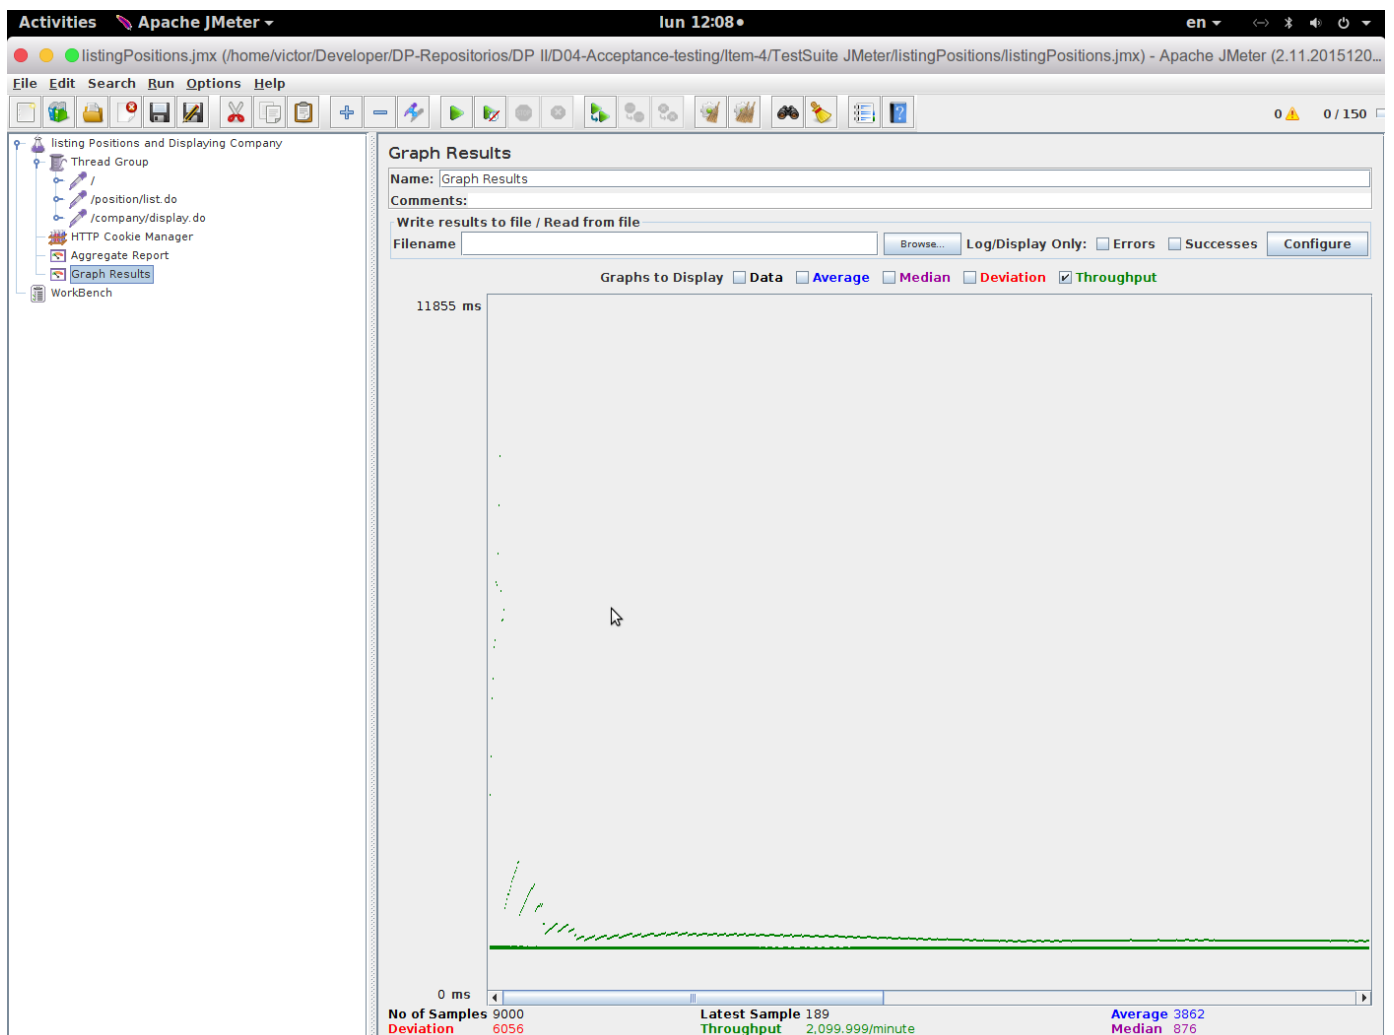 Activities Apache JMeter lun 12:08 en
listingPositions.jmx (/home/victor/Developer/DP-Repositorios/DP II/D04-Acceptance-testing/Item-4/TestSuite JMeter/listingPositions/listingPositions.jmx) - Apache JMeter (2.11.2015120...
File Edit Search Run Options Help
0 0 / 150
listing Positions and Displaying Company
Thread Group
/
/position/list.do
/company/display.do
HTTP Cookie Manager
Aggregate Report
Graph Results
WorkBench
Graph Results
Name: Graph Results
Comments:
Write results to file / Read from file
Filename Browse... Log/Display Only: Errors Successes Configure
Graphs to Display Data Average Median Deviation Throughput
11855 ms
0 ms
No of Samples 9000 Latest Sample 189 Average 3862
Deviation 6056 Throughput 2,099.999/minute Median 876